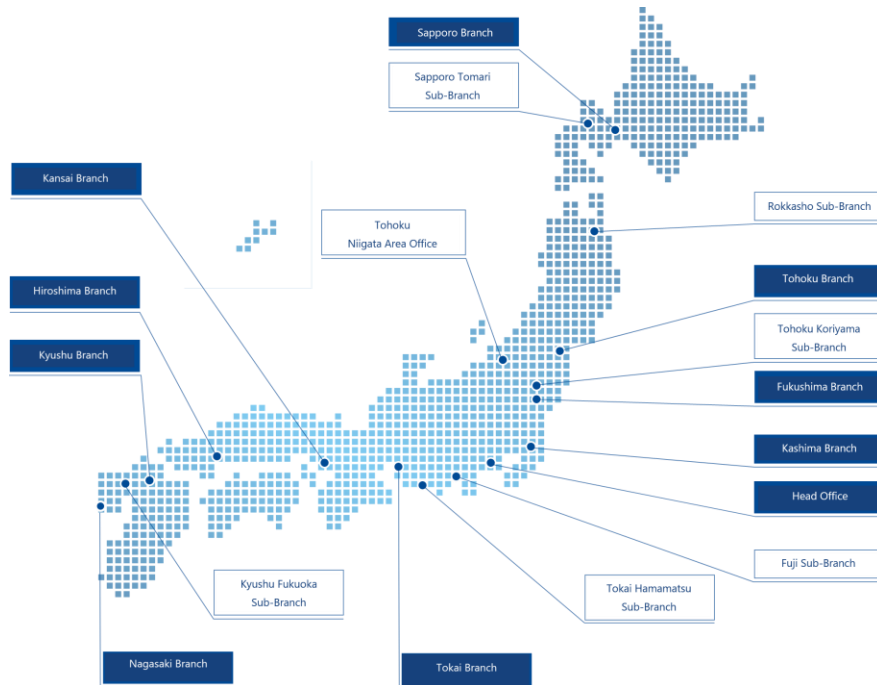 Sapporo Branch
Sapporo Tomari
Sub-Branch
Kansai Branch
Rokkasho Sub-Branch
Tohoku
Niigata Area Office
Hiroshima Branch
Tohoku Branch
Tohoku Koriyama
Sub-Branch
Kyushu Branch
Fukushima Branch
Kashima Branch
Head Office
Fuji Sub-Branch
Kyushu Fukuoka
Sub-Branch
Tokai Hamamatsu
Sub-Branch
Nagasaki Branch
Tokai Branch